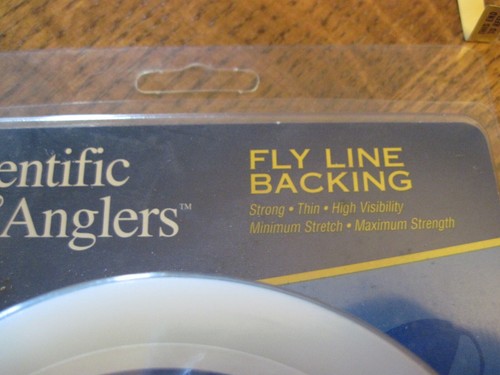 entific
Anglers™
FLY LINE
BACKING
Strong • Thin • High Visibility
Minimum Stretch • Maximum Strength